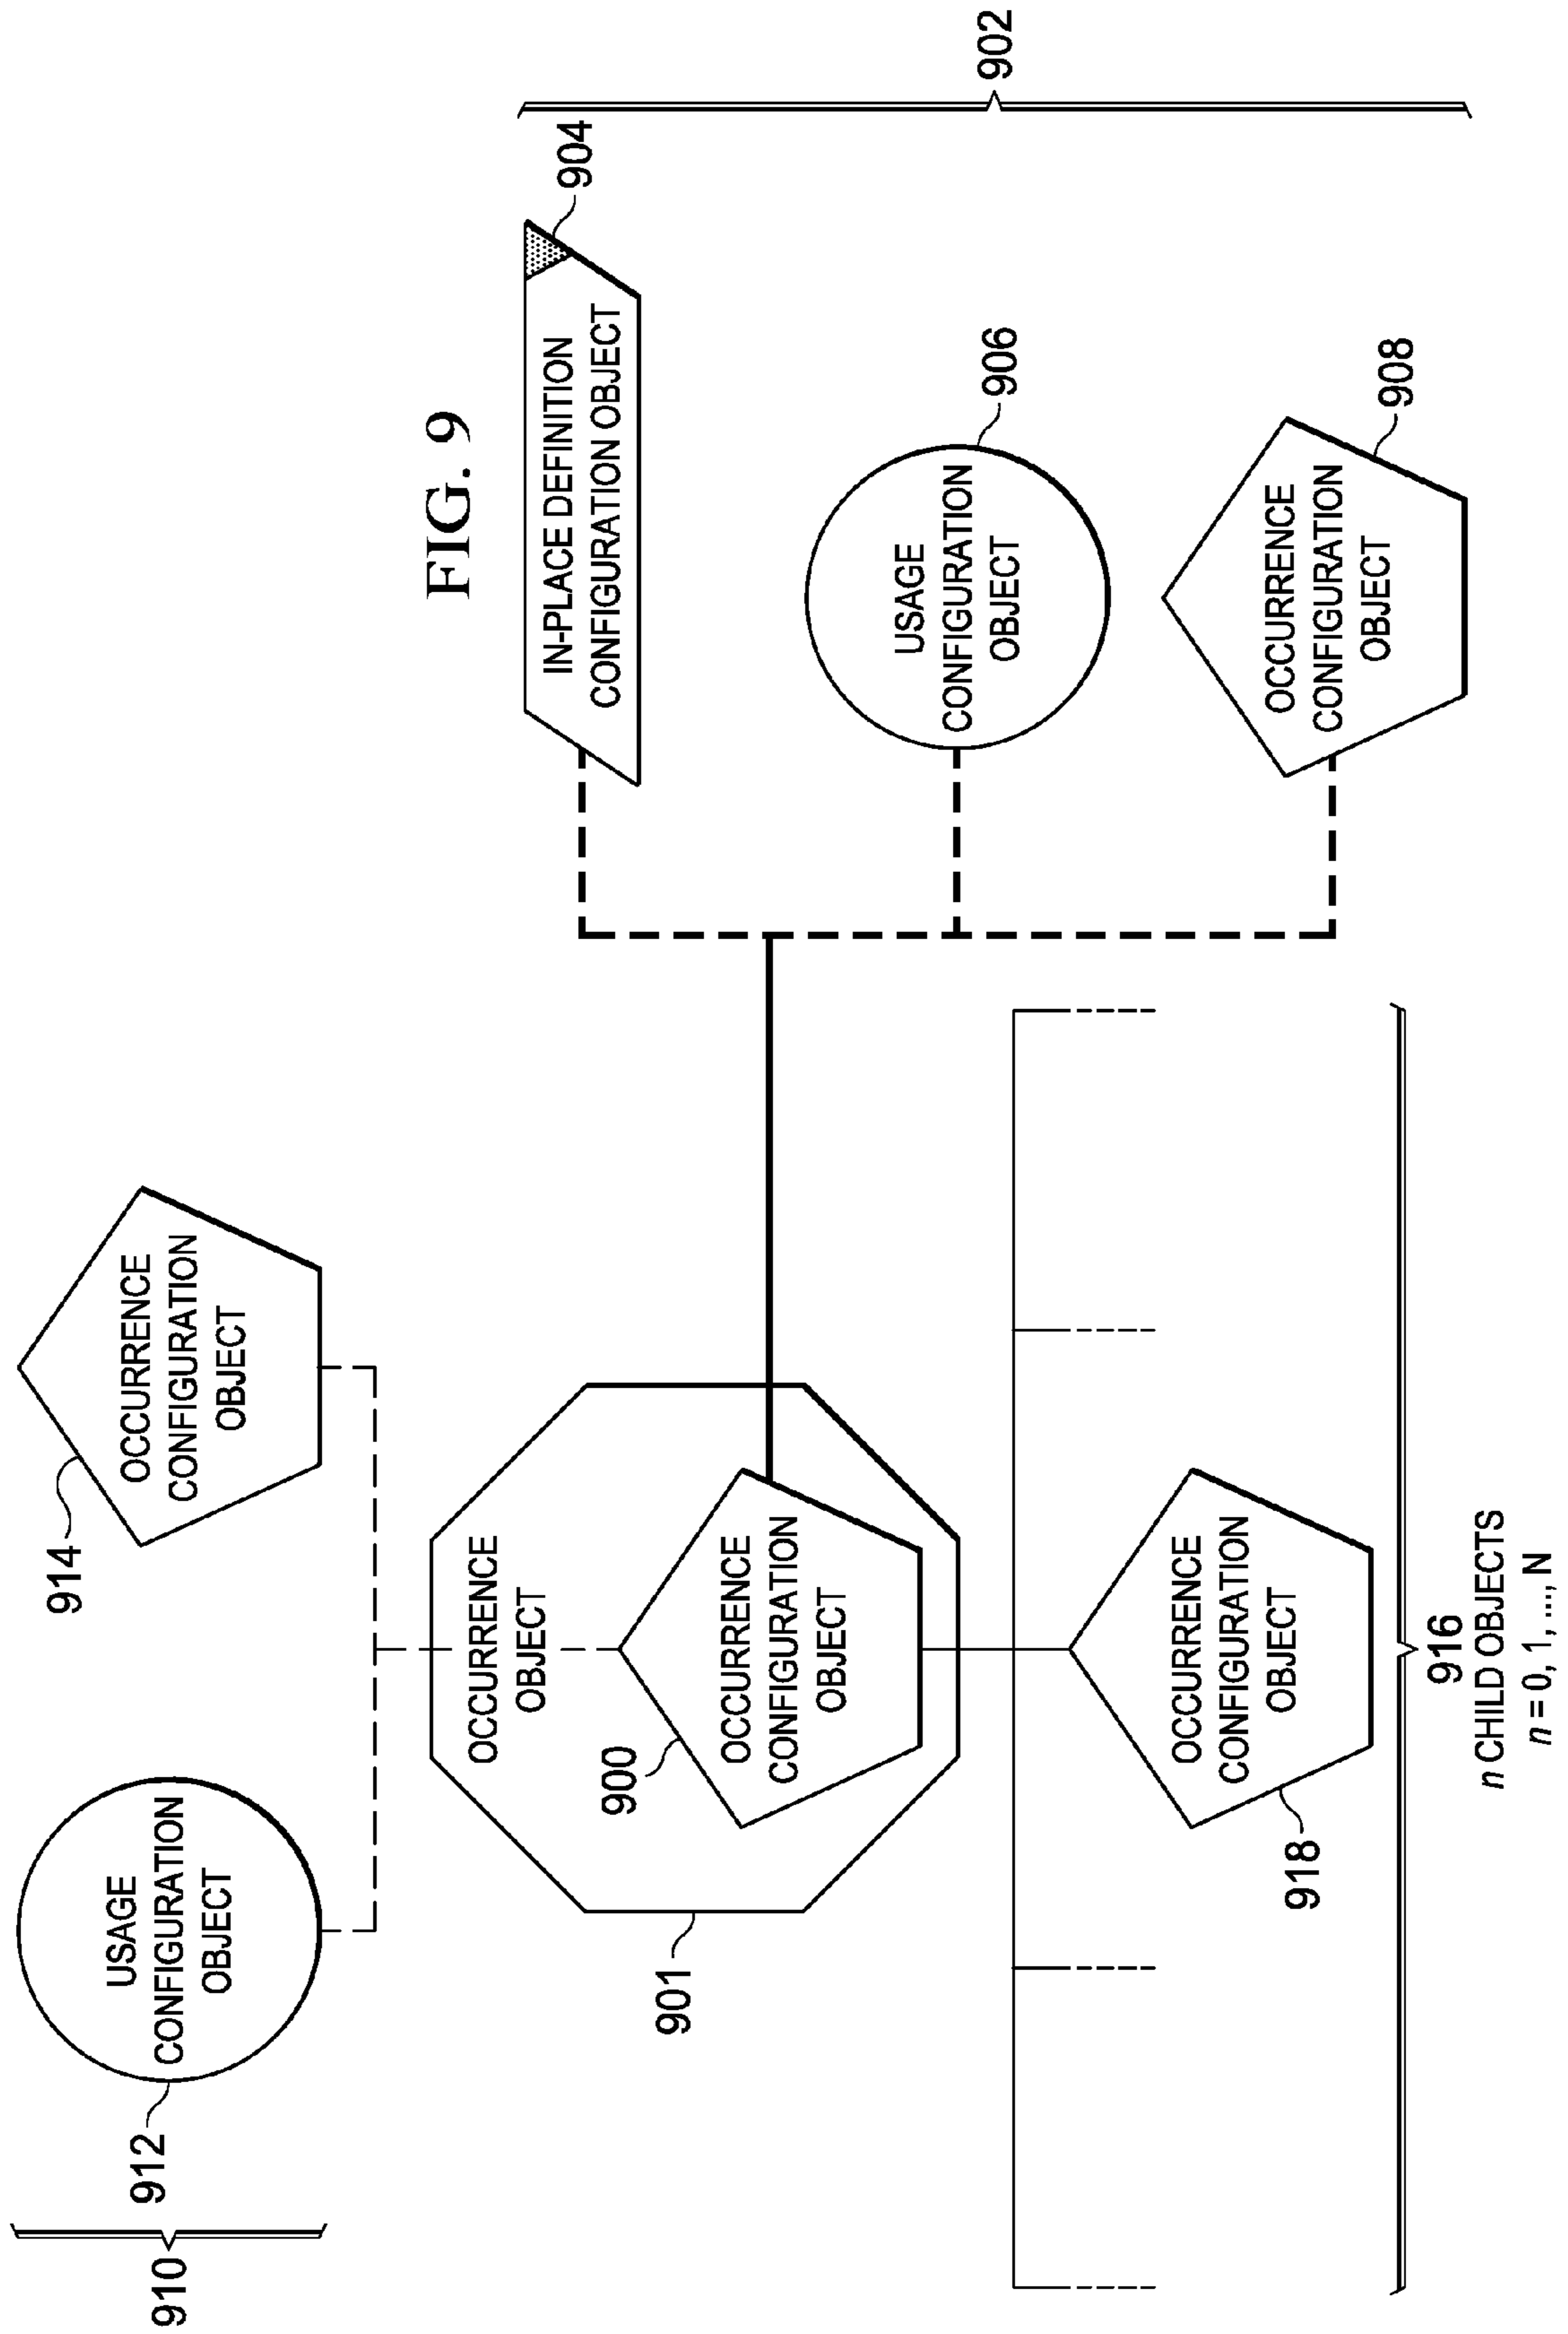 FIG. 9
910
912
USAGE
CONFIGURATION
OBJECT
914
OCCURRENCE
CONFIGURATION
OBJECT
901
OCCURRENCE
OBJECT
900
OCCURRENCE
CONFIGURATION
OBJECT
918
OCCURRENCE
CONFIGURATION
OBJECT
916
n CHILD OBJECTS
n = 0, 1, ..., N
IN-PLACE DEFINITION
CONFIGURATION OBJECT
904
USAGE
CONFIGURATION
OBJECT
906
OCCURRENCE
CONFIGURATION
OBJECT
908
902